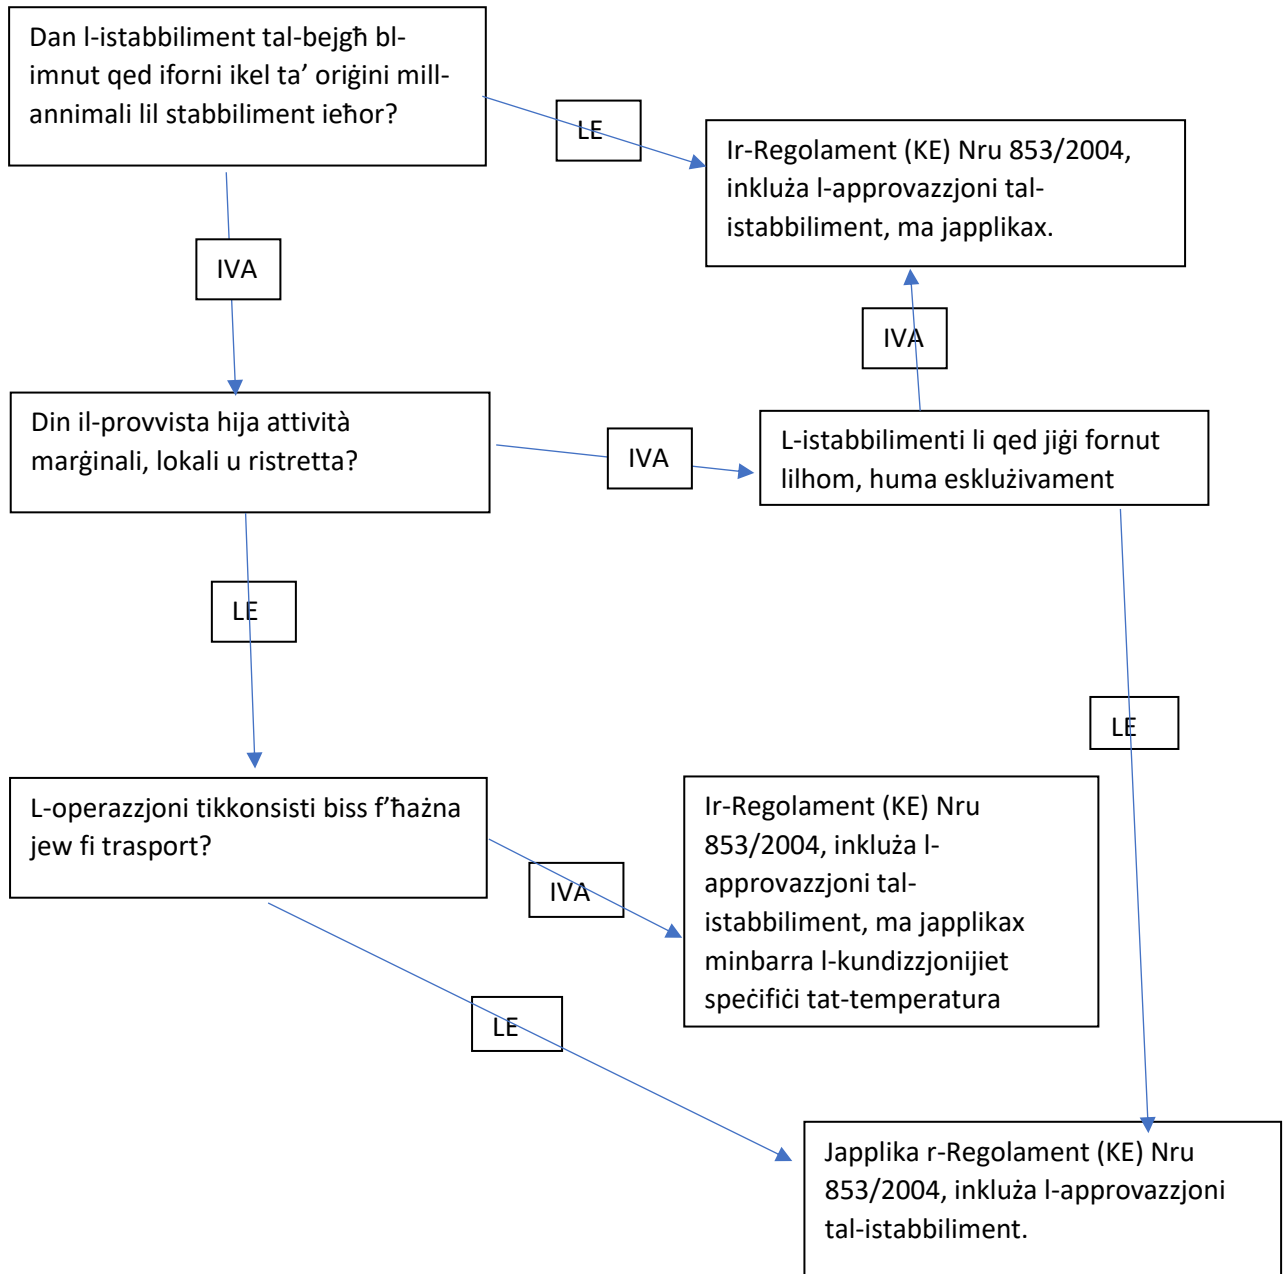 Dan l-istabbiliment tal-bejgħ bl-
imnut qed iforni ikel ta’ oriġini mill-
annimali lil stabbiliment ieħor?
LE
Ir-Regolament (KE) Nru 853/2004,
inkluża l-approvazzjoni tal-
istabbiliment, ma japplikax.
IVA
IVA
Din il-provvista hija attività
marġinali, lokali u ristretta?
IVA
L-istabbilimenti li qed jiġi fornut
lilhom, huma esklużivament
LE
LE
L-operazzjoni tikkonsisti biss f’ħażna
jew fi trasport?
IVA
Ir-Regolament (KE) Nru
853/2004, inkluża l-
approvazzjoni tal-
istabbiliment, ma japplikax
minbarra l-kundizzjonijiet
speċifiċi tat-temperatura
LE
Japplika r-Regolament (KE) Nru
853/2004, inkluża l-approvazzjoni
tal-istabbiliment.